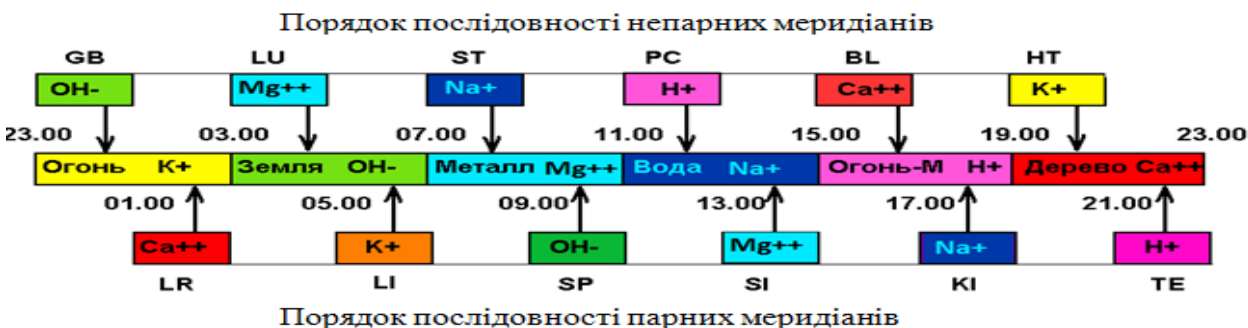 Порядок послідовності непарних меридіанів
GB LU ST PC BL HT
OH- Mg++ Na+ H+ Ca++ K+
23.00 03.00 07.00 11.00 15.00 19.00 23.00
Огонь K+ Земля OH- Металл Mg++ Вода Na+ Огонь-М H+ Дерево Ca++
01.00 05.00 09.00 13.00 17.00 21.00
Ca++ K+ OH- Mg++ Na+ H+
LR LI SP SI KI TE
Порядок послідовності парних меридіанів